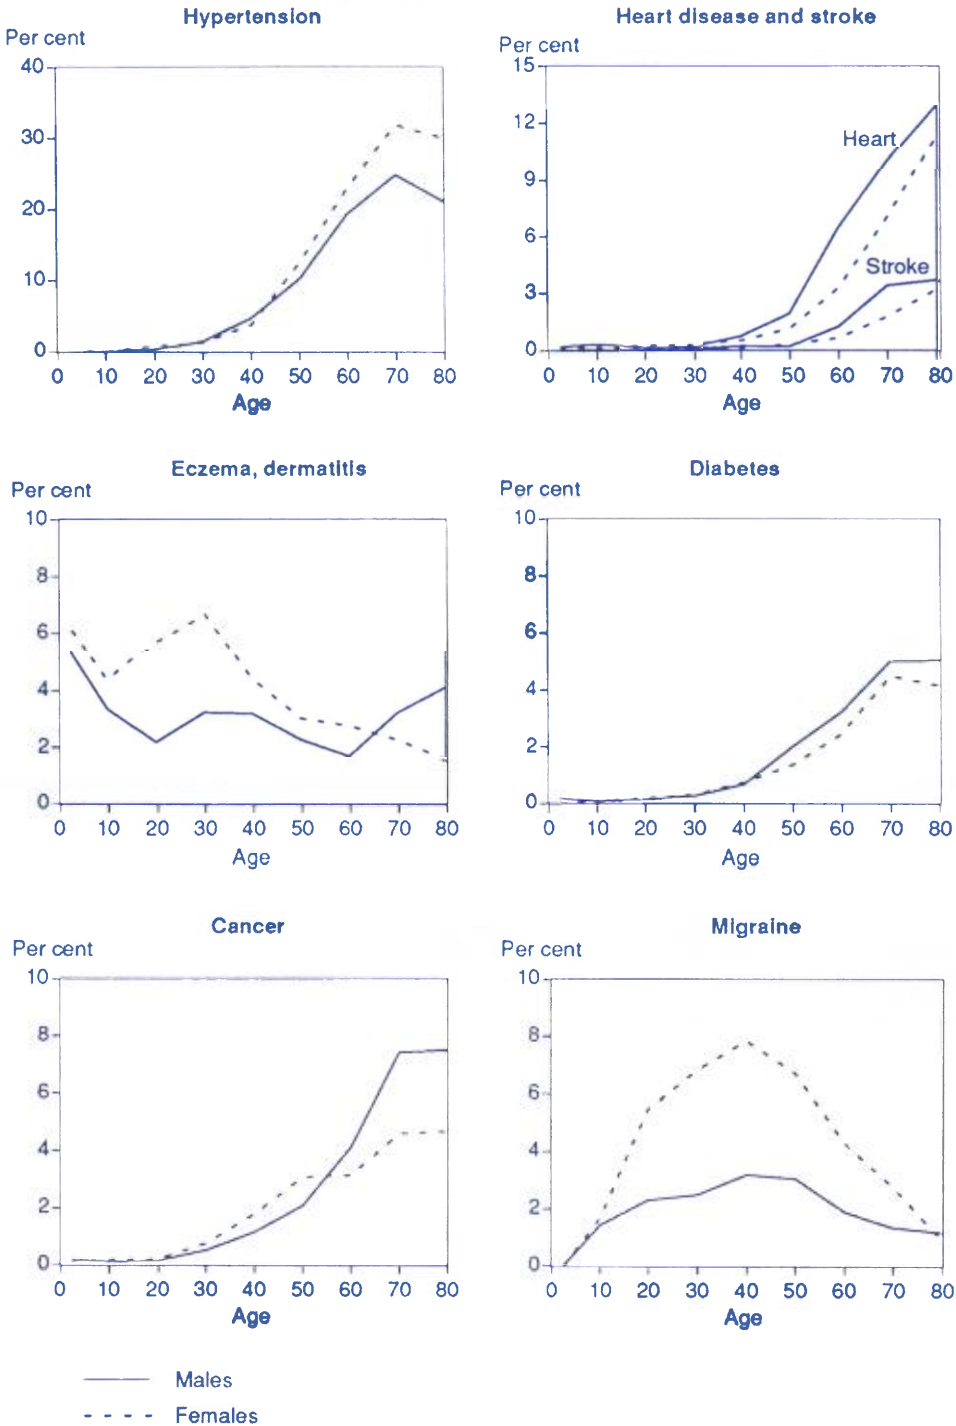 Hypertension
Per cent
40
30
20
10
0
0 10 20 30 40 50 60 70 80
Age
Heart disease and stroke
Per cent
15
12
9
6
3
0
Heart
Stroke
0 10 20 30 40 50 60 70 80
Age
Eczema, dermatitis
Per cent
10
8
6
4
2
0
0 10 20 30 40 50 60 70 80
Age
Diabetes
Per cent
10
8
6
4
2
0
0 10 20 30 40 50 60 70 80
Age
Cancer
Per cent
10
8
6
4
2
0
0 10 20 30 40 50 60 70 80
Age
Migraine
Per cent
10
8
6
4
2
0
0 10 20 30 40 50 60 70 80
Age
Males
Females